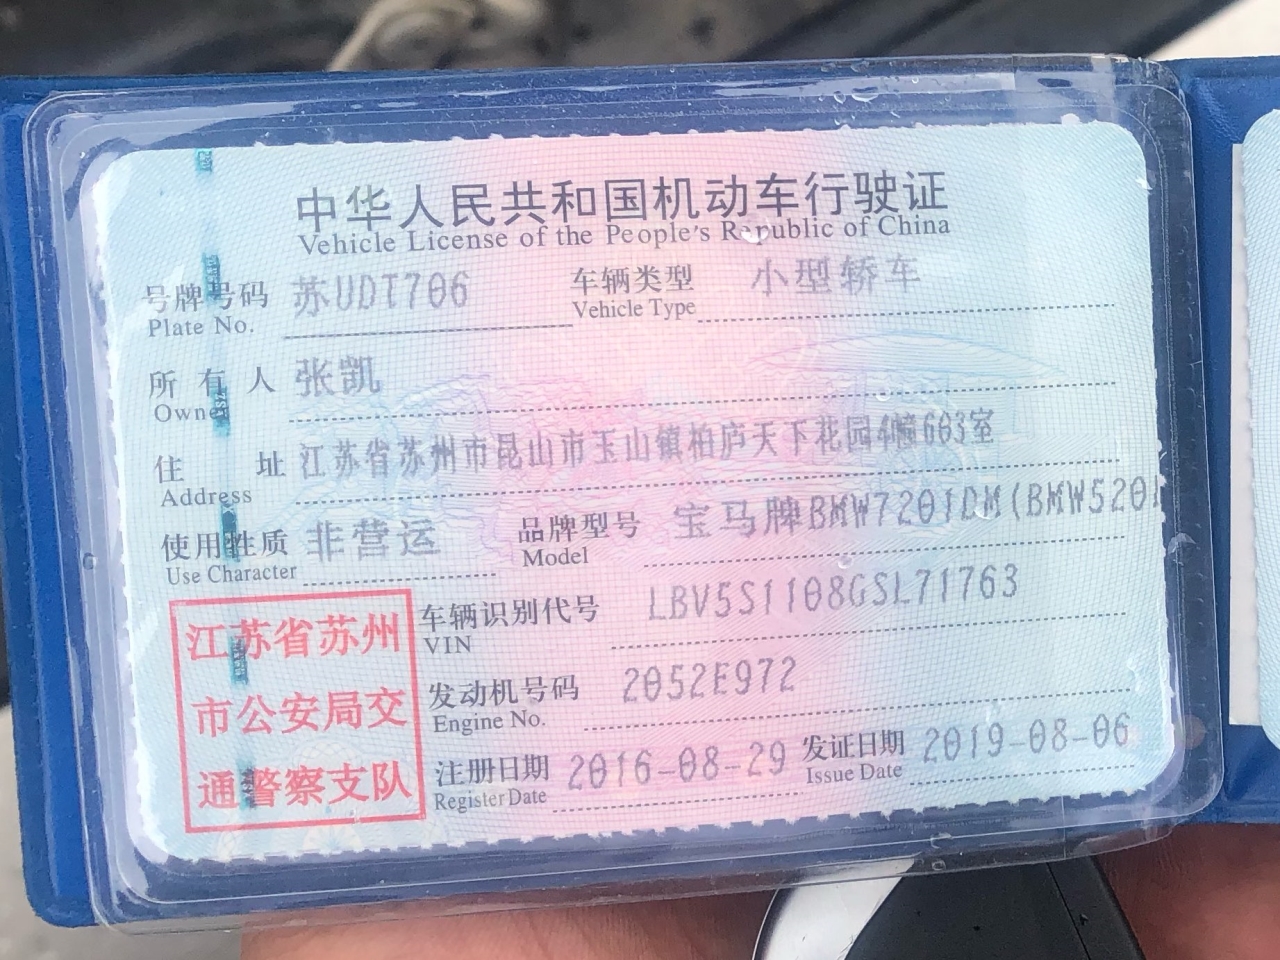 中华人民共和国机动车行驶证
Vehicle License of the People's Republic of China
号牌号码 苏UDT706 车辆类型 小型轿车
Plate No. Vehicle Type
所有人 张凯
Owner
住址 江苏省苏州市昆山市玉山镇柏庐天下花园4幢603室
Address
使用性质 非营运 品牌型号 宝马牌BMW7201DM(BMW520
Use Character Model
江苏省苏州
市公安局交
通警察支队
车辆识别代号 LBV5S1108GSL71763
VIN
发动机号码 2052E972
Engine No.
注册日期 2016-08-29 发证日期 2019-08-06
Register Date Issue Date